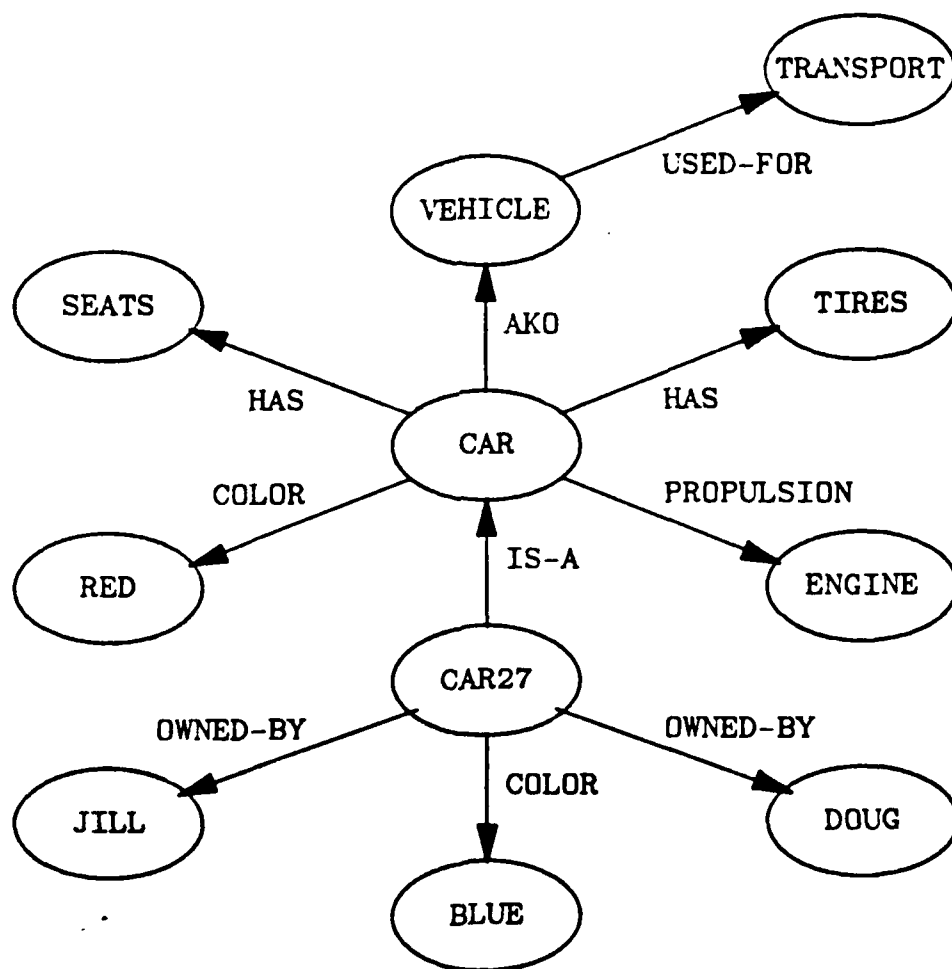 TRANSPORT
USED-FOR
VEHICLE
SEATS
AKO
TIRES
HAS
HAS
CAR
COLOR
PROPULSION
RED
IS-A
ENGINE
CAR27
OWNED-BY
OWNED-BY
COLOR
JILL
DOUG
BLUE